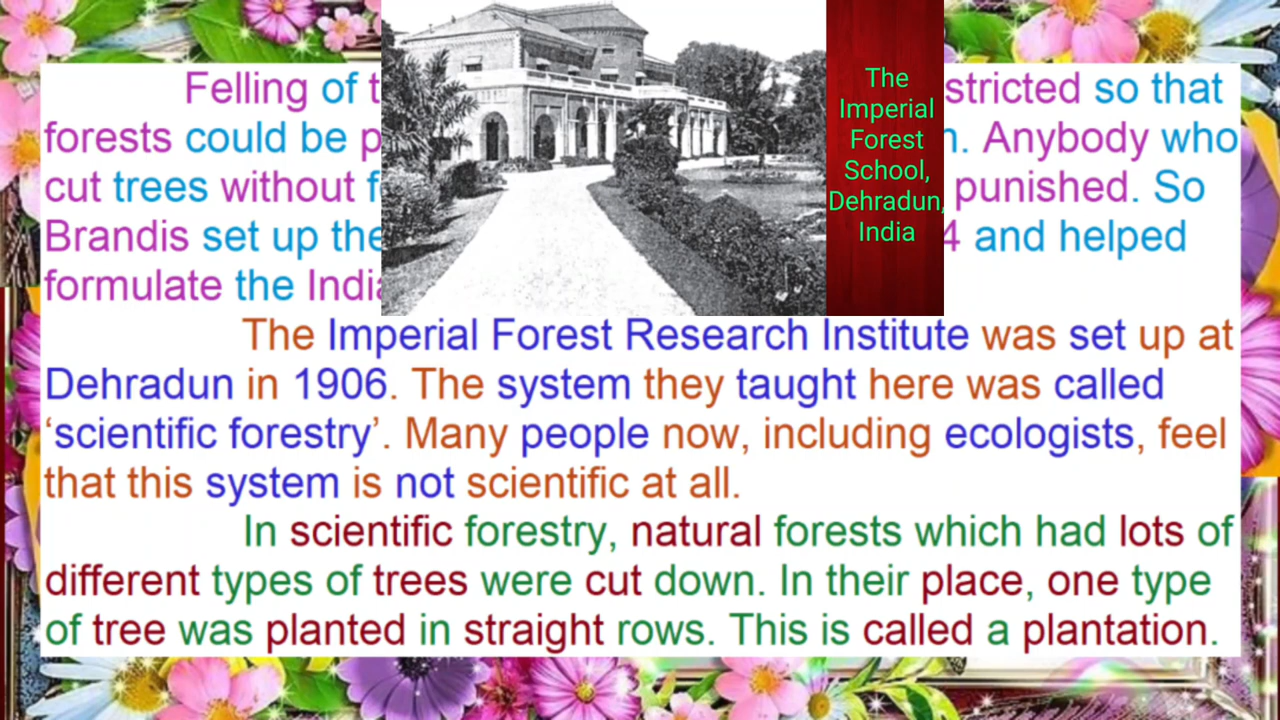 Felling of
stricted so that
forests could be
Anybody who
cut trees without
punished. So
Brandis set up the
4 and helped
formulate the
The
Imperial
Forest
School,
Dehradun,
India
The Imperial Forest Research Institute was set up at
Dehradun in 1906. The system they taught here was called
‘scientific forestry’. Many people now, including ecologists, feel
that this system is not scientific at all.
In scientific forestry, natural forests which had lots of
different types of trees were cut down. In their place, one type
of tree was planted in straight rows. This is called a plantation.